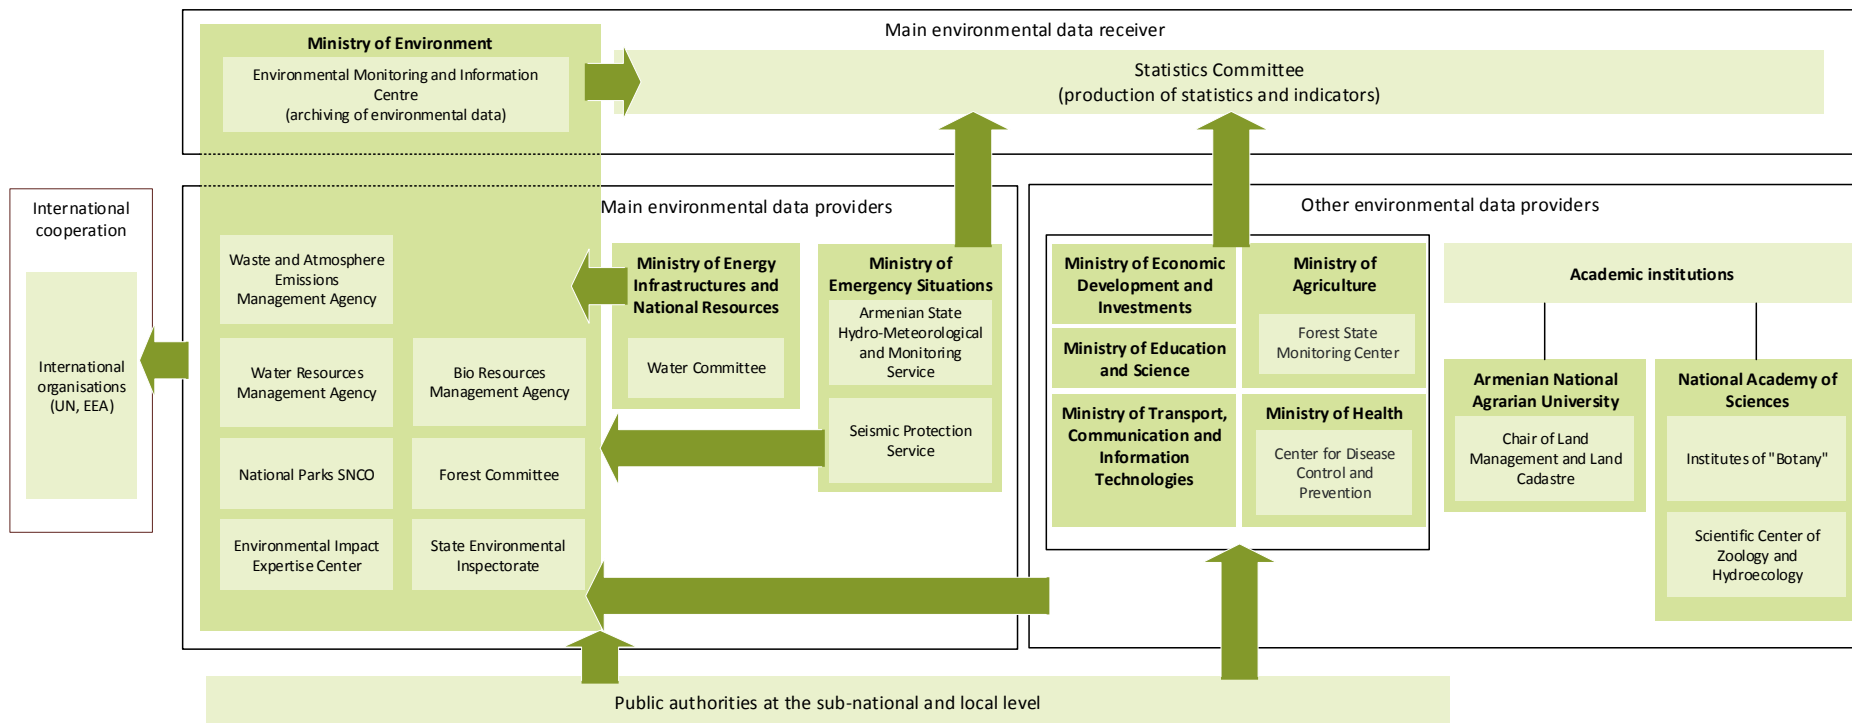 Main environmental data receiver
Ministry of Environment
Environmental Monitoring and Information
Centre
(archiving of environmental data)
Statistics Committee
(production of statistics and indicators)
International
cooperation
International
organisations
(UN, EEA)
Main environmental data providers
Waste and Atmosphere
Emissions
Management Agency
Water Resources
Management Agency
Bio Resources
Management Agency
National Parks SNCO
Forest Committee
Environmental Impact
Expertise Center
State Environmental
Inspectorate
Ministry of Energy
Infrastructures and
National Resources
Water Committee
Ministry of
Emergency Situations
Armenian State
Hydro-Meteorological
and Monitoring
Service
Seismic Protection
Service
Other environmental data providers
Ministry of Economic
Development and
Investments
Ministry of Education
and Science
Ministry of Transport,
Communication and
Information
Technologies
Ministry of
Agriculture
Forest State
Monitoring Center
Ministry of Health
Center for Disease
Control and
Prevention
Academic institutions
Armenian National
Agrarian University
Chair of Land
Management and Land
Cadastre
National Academy of
Sciences
Institutes of "Botany"
Scientific Center of
Zoology and
Hydroecology
Public authorities at the sub-national and local level